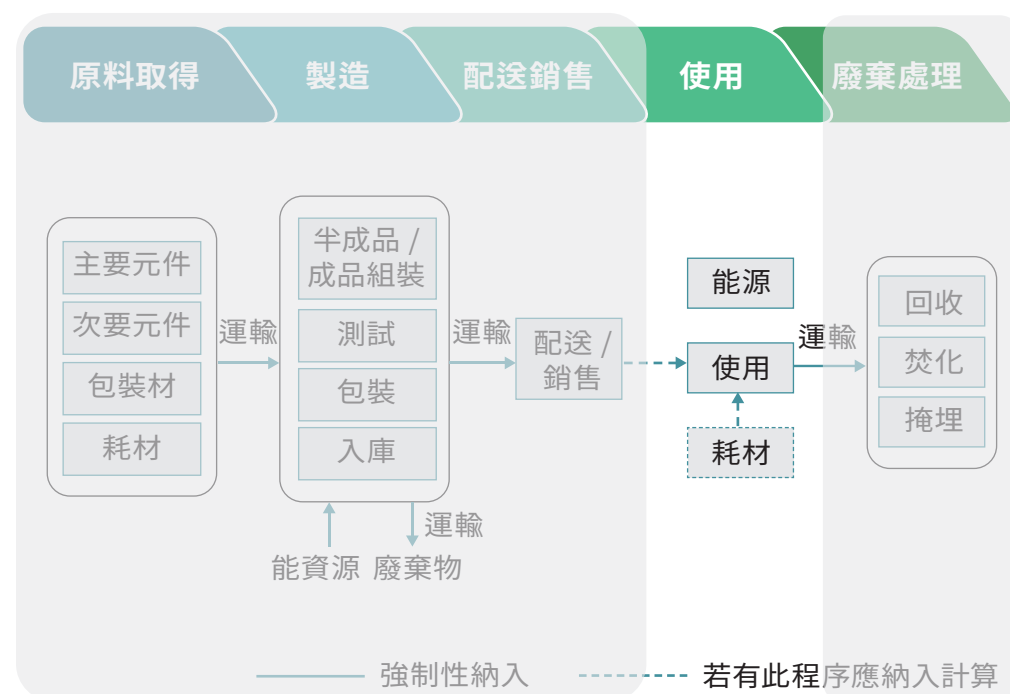 原料取得
製造
配送銷售
使用
廢棄處理
主要元件
次要元件
包裝材
耗材
運輸
半成品 /
成品組裝
測試
包裝
入庫
能資源
廢棄物
運輸
運輸
配送 /
銷售
能源
使用
耗材
運輸
回收
焚化
掩埋
強制性納入
若有此程序應納入計算